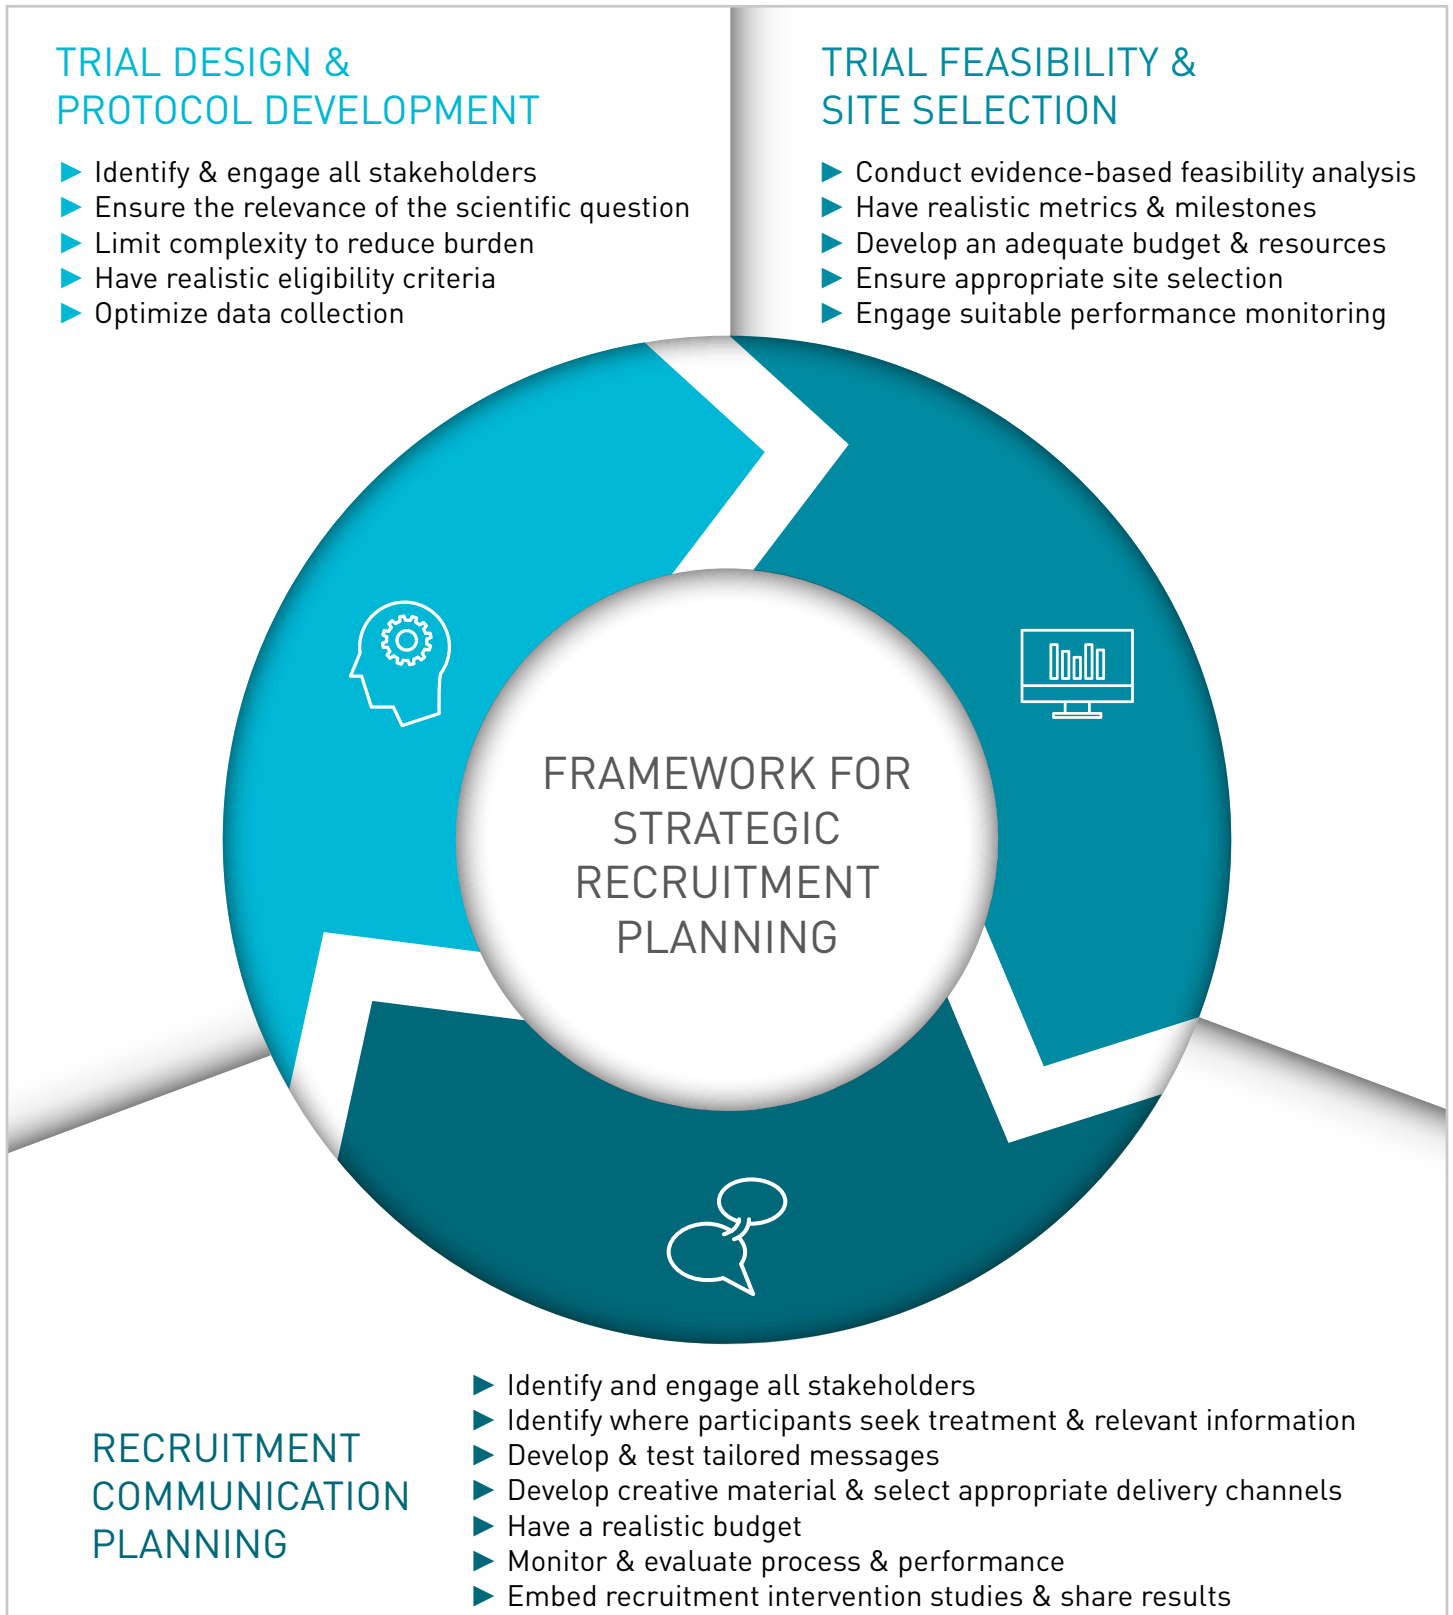 TRIAL DESIGN &
PROTOCOL DEVELOPMENT
► Identify & engage all stakeholders
► Ensure the relevance of the scientific question
► Limit complexity to reduce burden
► Have realistic eligibility criteria
► Optimize data collection
TRIAL FEASIBILITY &
SITE SELECTION
► Conduct evidence-based feasibility analysis
► Have realistic metrics & milestones
► Develop an adequate budget & resources
► Ensure appropriate site selection
► Engage suitable performance monitoring
FRAMEWORK FOR
STRATEGIC
RECRUITMENT
PLANNING
RECRUITMENT
COMMUNICATION
PLANNING
► Identify and engage all stakeholders
► Identify where participants seek treatment & relevant information
► Develop & test tailored messages
► Develop creative material & select appropriate delivery channels
► Have a realistic budget
► Monitor & evaluate process & performance
► Embed recruitment intervention studies & share results